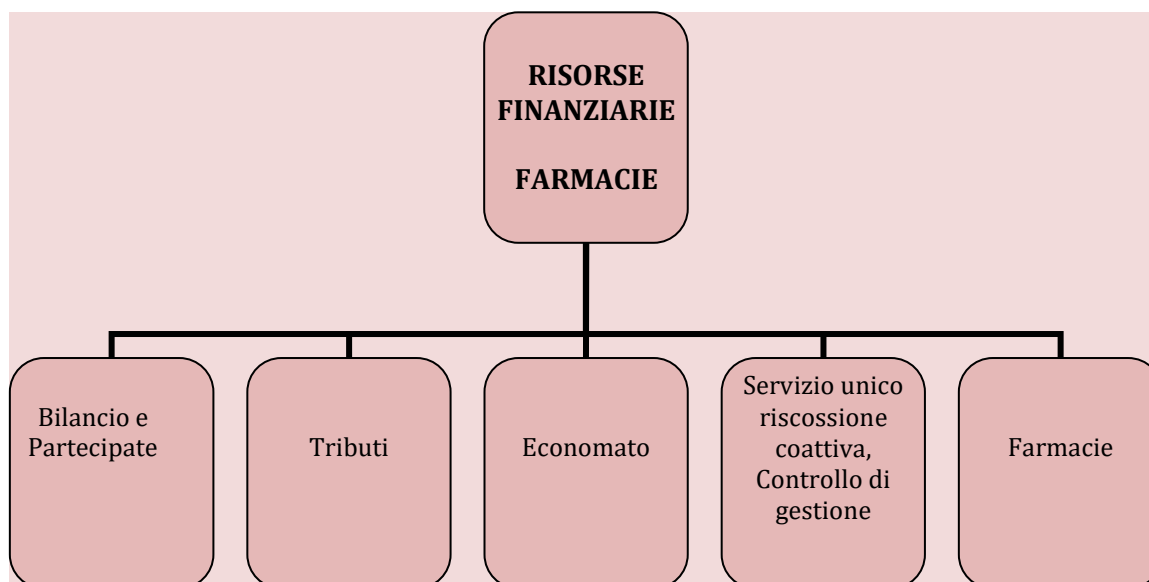 RISORSE
FINANZIARIE
FARMACIE
Bilancio e
Partecipate
Tributi
Economato
Servizio unico
riscossione
coattiva,
Controllo di
gestione
Farmacie